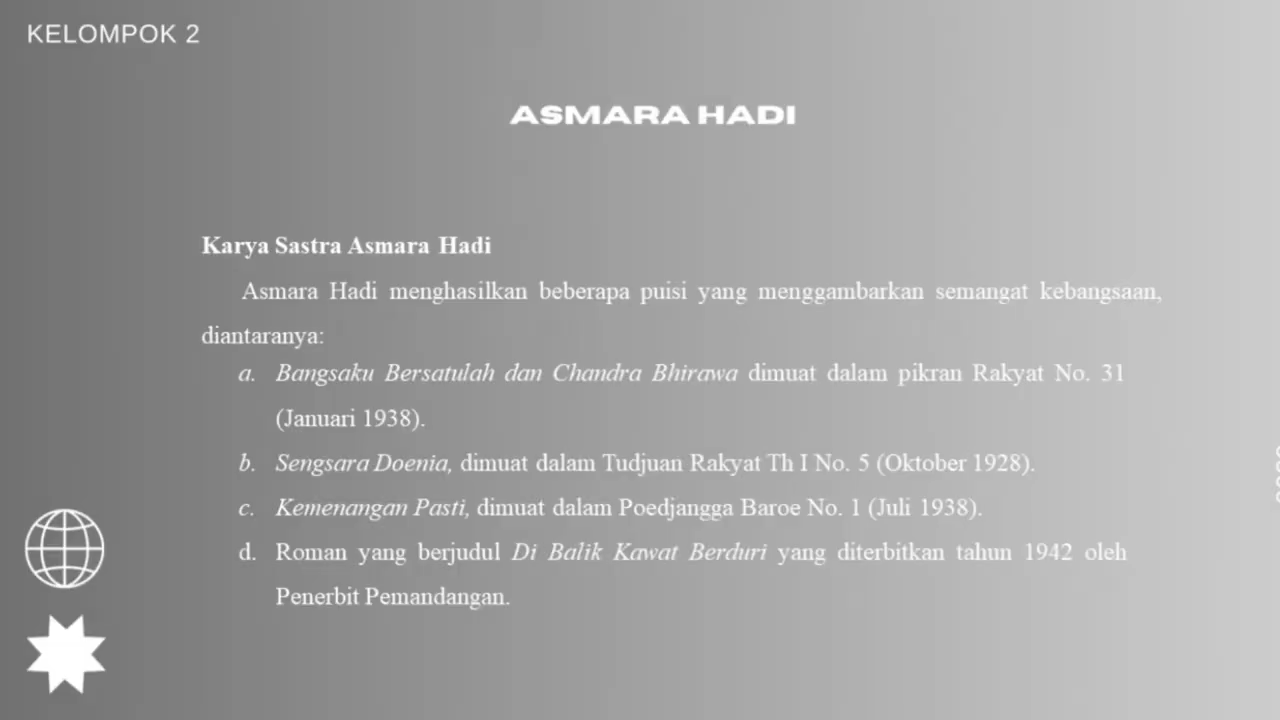 KELOMPOK 2
ASMARA HADI
Karya Sastra Asmara Hadi
Asmara Hadi menghasilkan beberapa puisi yang menggambarkan semangat kebangsaan,
diantaranya:
a. Bangsaku Bersatulah dan Chandra Bhirawa dimuat dalam pikran Rakyat No. 31
(Januari 1938).
b. Sengsara Doenia, dimuat dalam Tudjuan Rakyat Th I No. 5 (Oktober 1928).
c. Kemenangan Pasti, dimuat dalam Poedjangga Baroe No. 1 (Juli 1938).
d. Roman yang berjudul Di Balik Kawat Berduri yang diterbitkan tahun 1942 oleh
Penerbit Pemandangan.